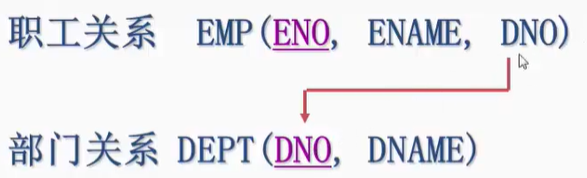 职工关系 EMP(ENO, ENAME, DNO)
部门关系 DEPT(DNO, DNAME)